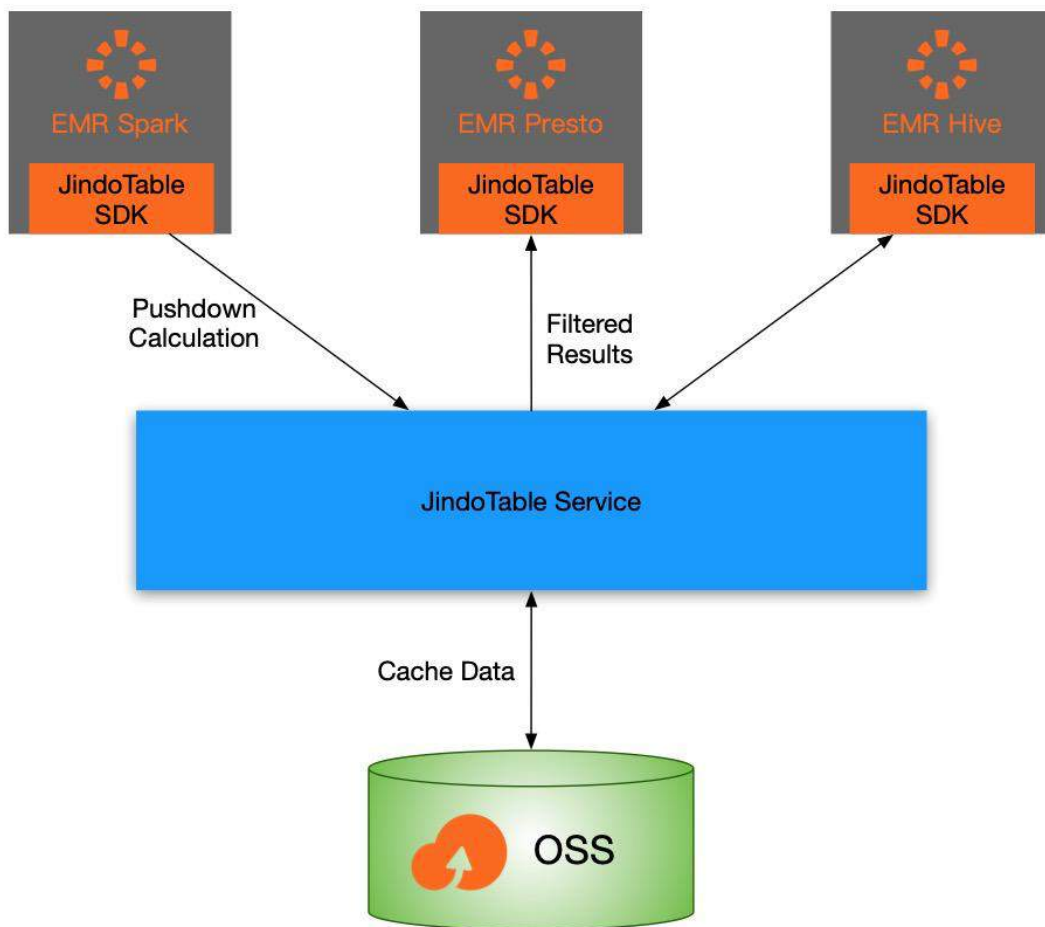 EMR Spark
JindoTable
SDK
EMR Presto
JindoTable
SDK
EMR Hive
JindoTable
SDK
Pushdown
Calculation
Filtered
Results
JindoTable Service
Cache Data
OSS